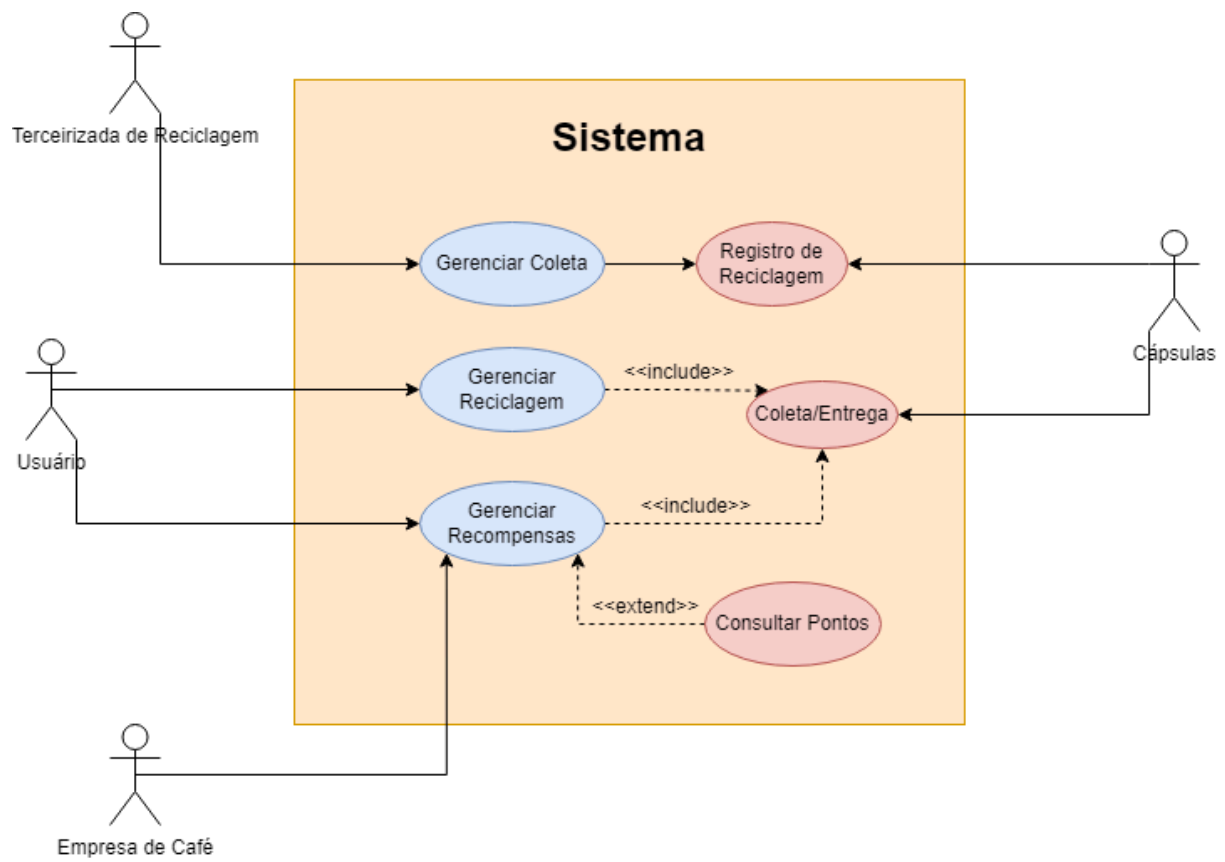 Terceirizada de Reciclagem
Sistema
Gerenciar Coleta
Registro de
Reciclagem
Cápsulas
Usuário
Gerenciar
Reciclagem
<<include>>
Coleta/Entrega
Gerenciar
Recompensas
<<include>>
<<extend>>
Consultar Pontos
Empresa de Café